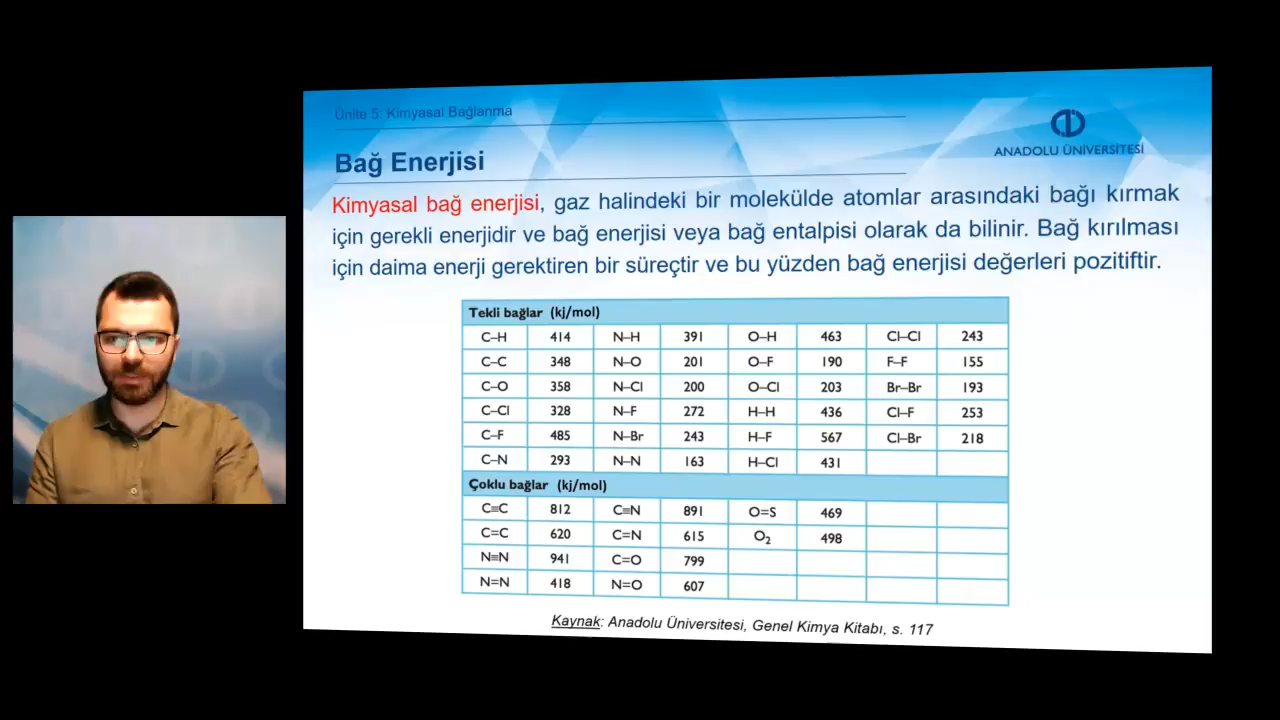 Ünite 5: Kimyasal Bağlanma
ANADOLU ÜNİVERSİTESİ
Bağ Enerjisi
Kimyasal bağ enerjisi, gaz halindeki bir molekülde atomlar arasındaki bağı kırmak
için gerekli enerjidir ve bağ enerjisi veya bağ entalpisi olarak da bilinir. Bağ kırılması
için daima enerji gerektiren bir süreçtir ve bu yüzden bağ enerjisi değerleri pozitiftir.
Tekli bağlar (kj/mol)
C–H 414 N–H 391 O–H 463 Cl–Cl 243
C–C 348 N–O 201 O–F 190 F–F 155
C–O 358 N–Cl 200 O–Cl 203 Br–Br 193
C–Cl 328 N–F 272 H–H 436 Cl–F 253
C–F 485 N–Br 243 H–F 567 Cl–Br 218
C–N 293 N–N 163 H–Cl 431
Çoklu bağlar (kj/mol)
C≡C 812 C≡N 891 O=S 469
C=C 620 C=N 615 O₂ 498
N≡N 941 C=O 799
N=N 418 N=O 607
Kaynak: Anadolu Üniversitesi, Genel Kimya Kitabı, s. 117